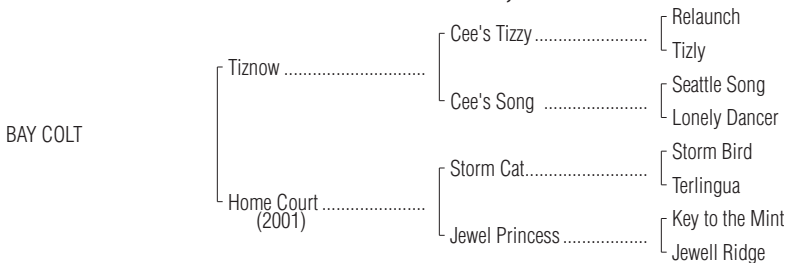 Relaunch
Cee's Tizzy
Tizly
Tiznow
Seattle Song
Cee's Song
Lonely Dancer
BAY COLT
Storm Bird
Storm Cat
Terlingua
Home Court
(2001)
Key to the Mint
Jewel Princess
Jewell Ridge